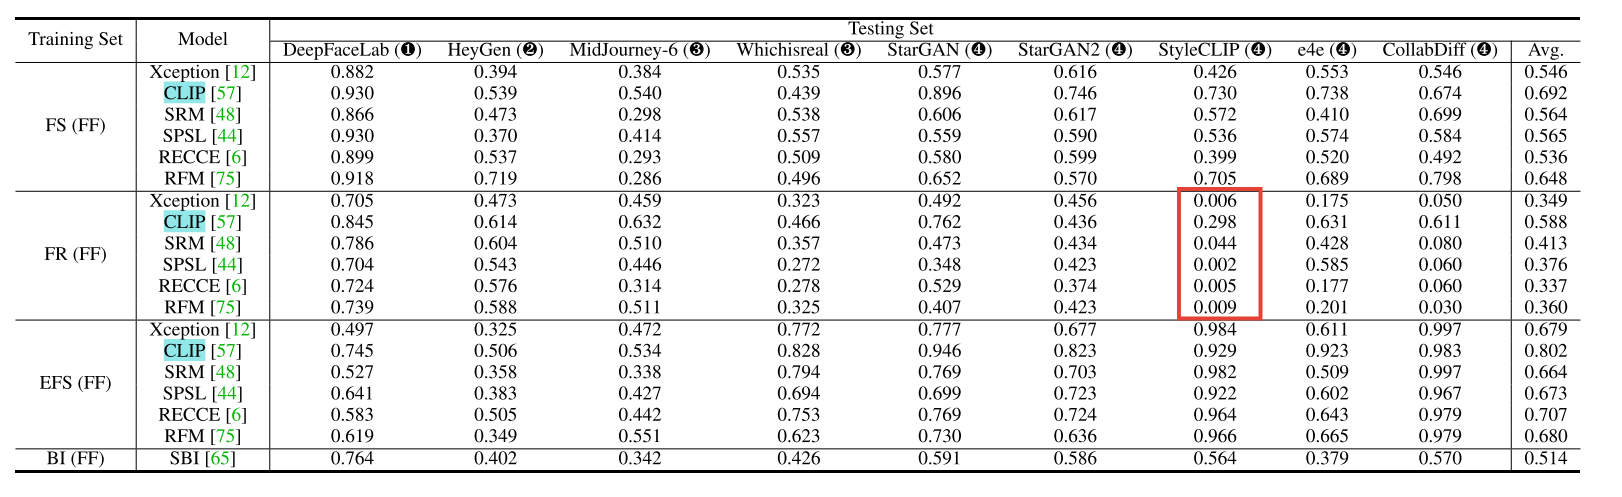 Training Set Model Testing Set
DeepFaceLab (❶) HeyGen (❷) MidJourney-6 (❸) Whichisreal (❸) StarGAN (❹) StarGAN2 (❹) StyleCLIP (❹) e4e (❹) CollabDiff (❹) Avg.
FS (FF)
Xception [12] 0.882 0.394 0.384 0.535 0.577 0.616 0.426 0.553 0.546 0.546
CLIP [57] 0.930 0.539 0.540 0.439 0.896 0.746 0.730 0.738 0.674 0.692
SRM [48] 0.866 0.473 0.298 0.538 0.606 0.617 0.572 0.410 0.699 0.564
SPSL [44] 0.930 0.370 0.414 0.557 0.559 0.590 0.536 0.574 0.584 0.565
RECCE [6] 0.899 0.537 0.293 0.509 0.580 0.599 0.399 0.520 0.492 0.536
RFM [75] 0.918 0.719 0.286 0.496 0.652 0.570 0.705 0.689 0.798 0.648
FR (FF)
Xception [12] 0.705 0.473 0.459 0.323 0.492 0.456 0.006 0.175 0.050 0.349
CLIP [57] 0.845 0.614 0.632 0.466 0.762 0.436 0.298 0.631 0.611 0.588
SRM [48] 0.786 0.604 0.510 0.357 0.473 0.434 0.044 0.428 0.080 0.413
SPSL [44] 0.704 0.543 0.446 0.272 0.348 0.423 0.002 0.585 0.060 0.376
RECCE [6] 0.724 0.576 0.314 0.278 0.529 0.374 0.005 0.177 0.060 0.337
RFM [75] 0.739 0.588 0.511 0.325 0.407 0.423 0.009 0.201 0.030 0.360
EFS (FF)
Xception [12] 0.497 0.325 0.472 0.772 0.777 0.677 0.984 0.611 0.997 0.679
CLIP [57] 0.745 0.506 0.534 0.828 0.946 0.823 0.929 0.923 0.983 0.802
SRM [48] 0.527 0.358 0.338 0.794 0.769 0.703 0.982 0.509 0.997 0.664
SPSL [44] 0.641 0.383 0.427 0.694 0.699 0.723 0.922 0.602 0.967 0.673
RECCE [6] 0.583 0.505 0.442 0.753 0.769 0.724 0.964 0.643 0.979 0.707
RFM [75] 0.619 0.349 0.551 0.623 0.730 0.636 0.966 0.665 0.979 0.680
BI (FF) SBI [65] 0.764 0.402 0.342 0.426 0.591 0.586 0.564 0.379 0.570 0.514